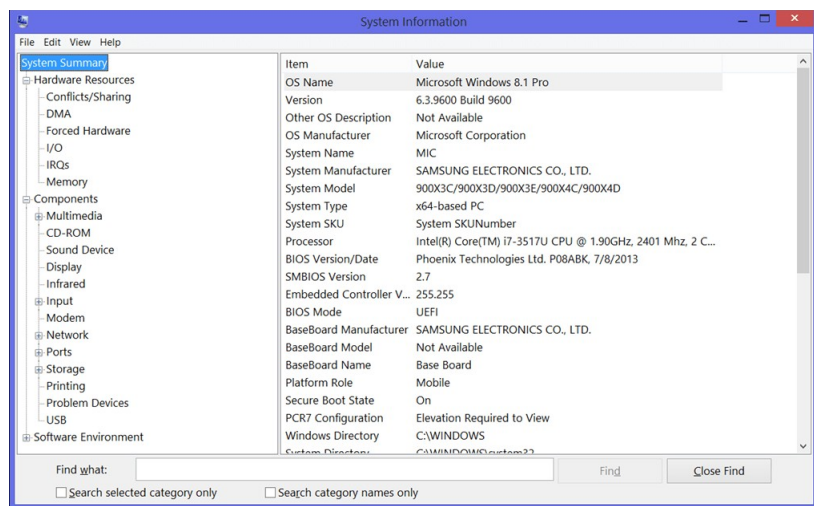 System Information
File Edit View Help
System Summary
Hardware Resources
Conflicts/Sharing
DMA
Forced Hardware
I/O
IRQs
Memory
Components
Multimedia
CD-ROM
Sound Device
Display
Infrared
Input
Modem
Network
Ports
Storage
Printing
Problem Devices
USB
Software Environment
Item Value
OS Name Microsoft Windows 8.1 Pro
Version 6.3.9600 Build 9600
Other OS Description Not Available
OS Manufacturer Microsoft Corporation
System Name MIC
System Manufacturer SAMSUNG ELECTRONICS CO., LTD.
System Model 900X3C/900X3D/900X3E/900X4C/900X4D
System Type x64-based PC
System SKU System SKUNumber
Processor Intel(R) Core(TM) i7-3517U CPU @ 1.90GHz, 2401 Mhz, 2 C...
BIOS Version/Date Phoenix Technologies Ltd. P08ABK, 7/8/2013
SMBIOS Version 2.7
Embedded Controller V... 255.255
BIOS Mode UEFI
BaseBoard Manufacturer SAMSUNG ELECTRONICS CO., LTD.
BaseBoard Model Not Available
BaseBoard Name Base Board
Platform Role Mobile
Secure Boot State On
PCR7 Configuration Elevation Required to View
Windows Directory C:\WINDOWS
System Directory C:\WINDOWS\system32
Find what: Find Close Find
Search selected category only Search category names only